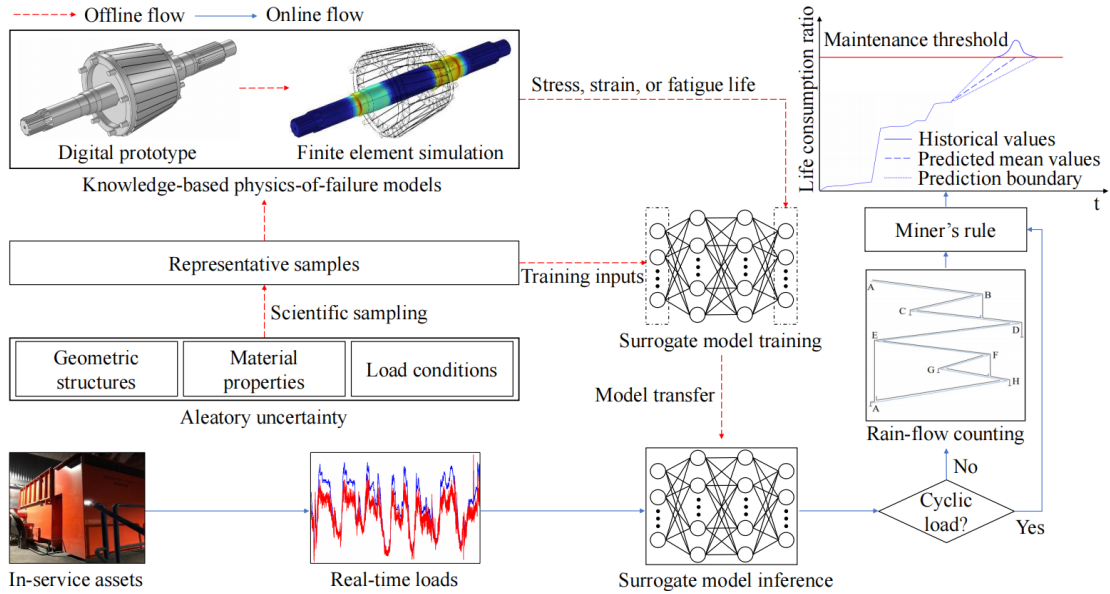 Offline flow
Online flow
Digital prototype
Finite element simulation
Knowledge-based physics-of-failure models
Stress, strain, or fatigue life
Representative samples
Training inputs
Scientific sampling
Geometric
structures
Material
properties
Load conditions
Aleatory uncertainty
Surrogate model training
Model transfer
In-service assets
Real-time loads
Surrogate model inference
Cyclic
load?
No
Yes
Rain-flow counting
A
B
C
D
E
F
G
H
A
Miner's rule
Life consumption ratio
Maintenance threshold
Historical values
Predicted mean values
Prediction boundary
t